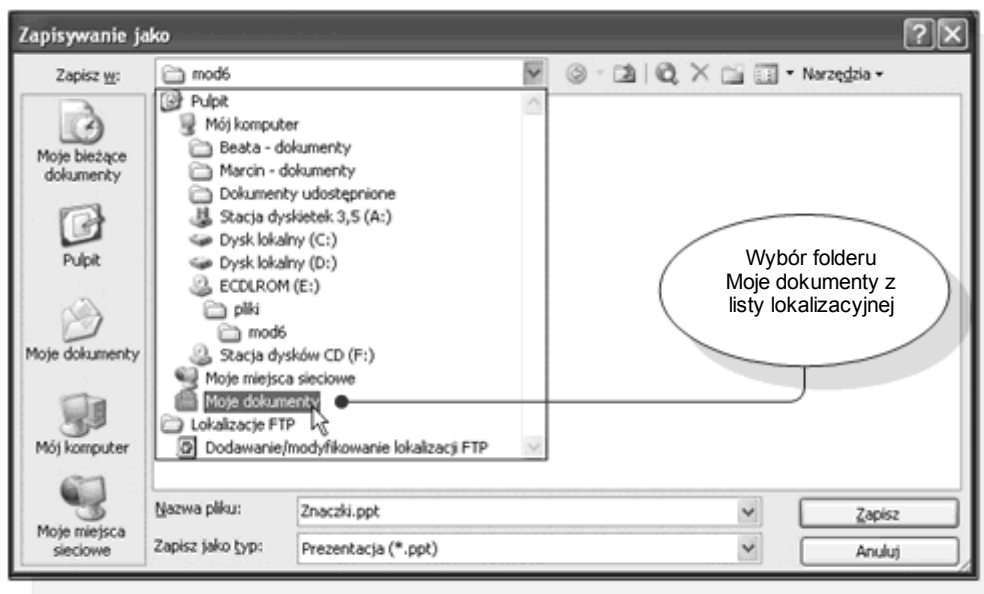 Zapisywanie jako
Zapisz w:
mod6
Narzędzia
Pulpit
Mój komputer
Beata - dokumenty
Marcin - dokumenty
Dokumenty udostępnione
Stacja dyskietek 3,5 (A:)
Dysk lokalny (C:)
Dysk lokalny (D:)
ECDLROM (E:)
pliki
mod6
Stacja dysków CD (F:)
Moje miejsca sieciowe
Moje dokumenty
Lokalizacje FTP
Dodawanie/modyfikowanie lokalizacji FTP
Moje bieżące
dokumenty
Pulpit
Moje dokumenty
Mój komputer
Moje miejsca
sieciowe
Wybór folderu
Moje dokumenty z
listy lokalizacyjnej
Nazwa pliku:
Znaczki.ppt
Zapisz
Zapisz jako typ:
Prezentacja (*.ppt)
Anuluj